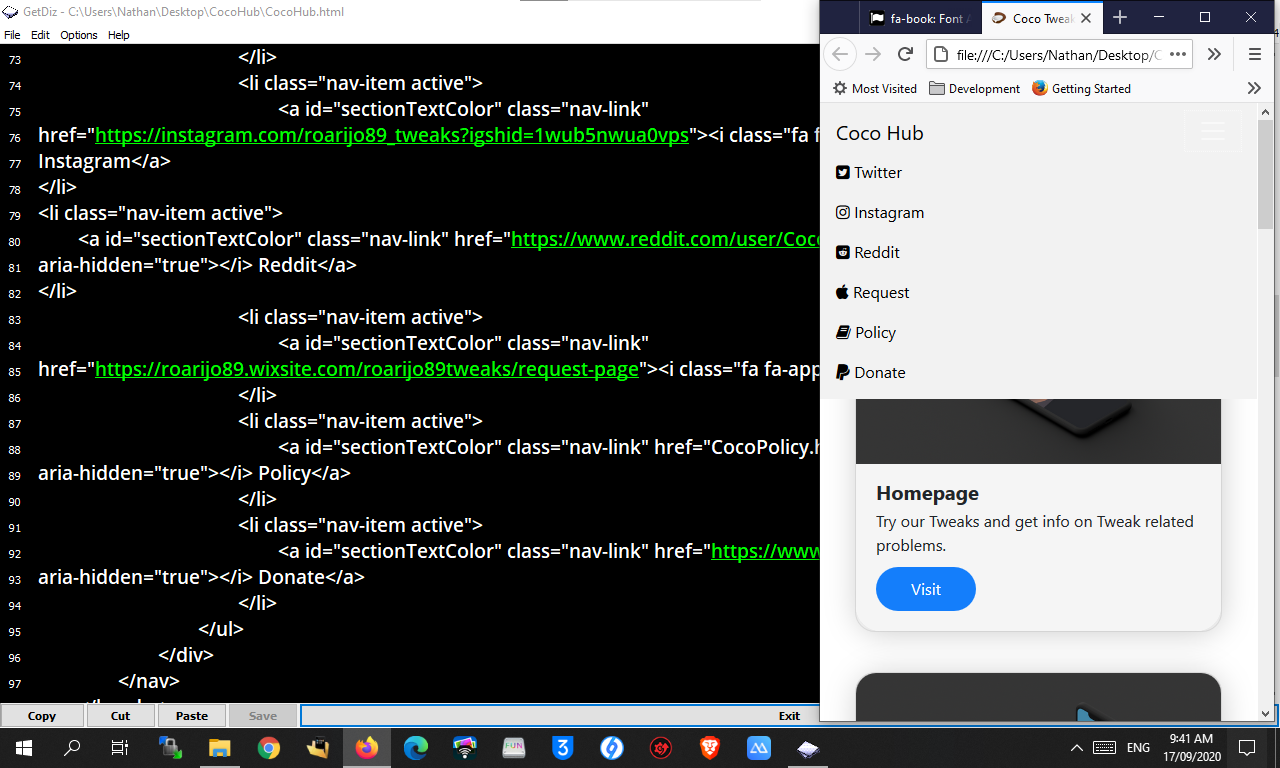 GetDiz - C:\Users\Nathan\Desktop\CocoHub\CocoHub.html
File Edit Options Help
73 </li>
74 <li class="nav-item active">
75 <a id="sectionTextColor" class="nav-link"
76 href="https://instagram.com/roarijo89_tweaks?igshid=1wub5nwua0vps"><i class="fa f
77 Instagram</a>
78 </li>
79 <li class="nav-item active">
80 <a id="sectionTextColor" class="nav-link" href="https://www.reddit.com/user/Coc
81 aria-hidden="true"></i> Reddit</a>
82 </li>
83 <li class="nav-item active">
84 <a id="sectionTextColor" class="nav-link"
85 href="https://roarijo89.wixsite.com/roarijo89tweaks/request-page"><i class="fa fa-app
86 </li>
87 <li class="nav-item active">
88 <a id="sectionTextColor" class="nav-link" href="CocoPolicy.h
89 aria-hidden="true"></i> Policy</a>
90 </li>
91 <li class="nav-item active">
92 <a id="sectionTextColor" class="nav-link" href="https://www
93 aria-hidden="true"></i> Donate</a>
94 </li>
95 </ul>
96 </div>
97 </nav>
Copy Cut Paste Save Exit
fa-book: Font A
Coco Tweak
file:///C:/Users/Nathan/Desktop/C
Most Visited Development Getting Started
Coco Hub
Twitter
Instagram
Reddit
Request
Policy
Donate
Homepage
Try our Tweaks and get info on Tweak related
problems.
Visit
FUN
3
ENG
9:41 AM
17/09/2020